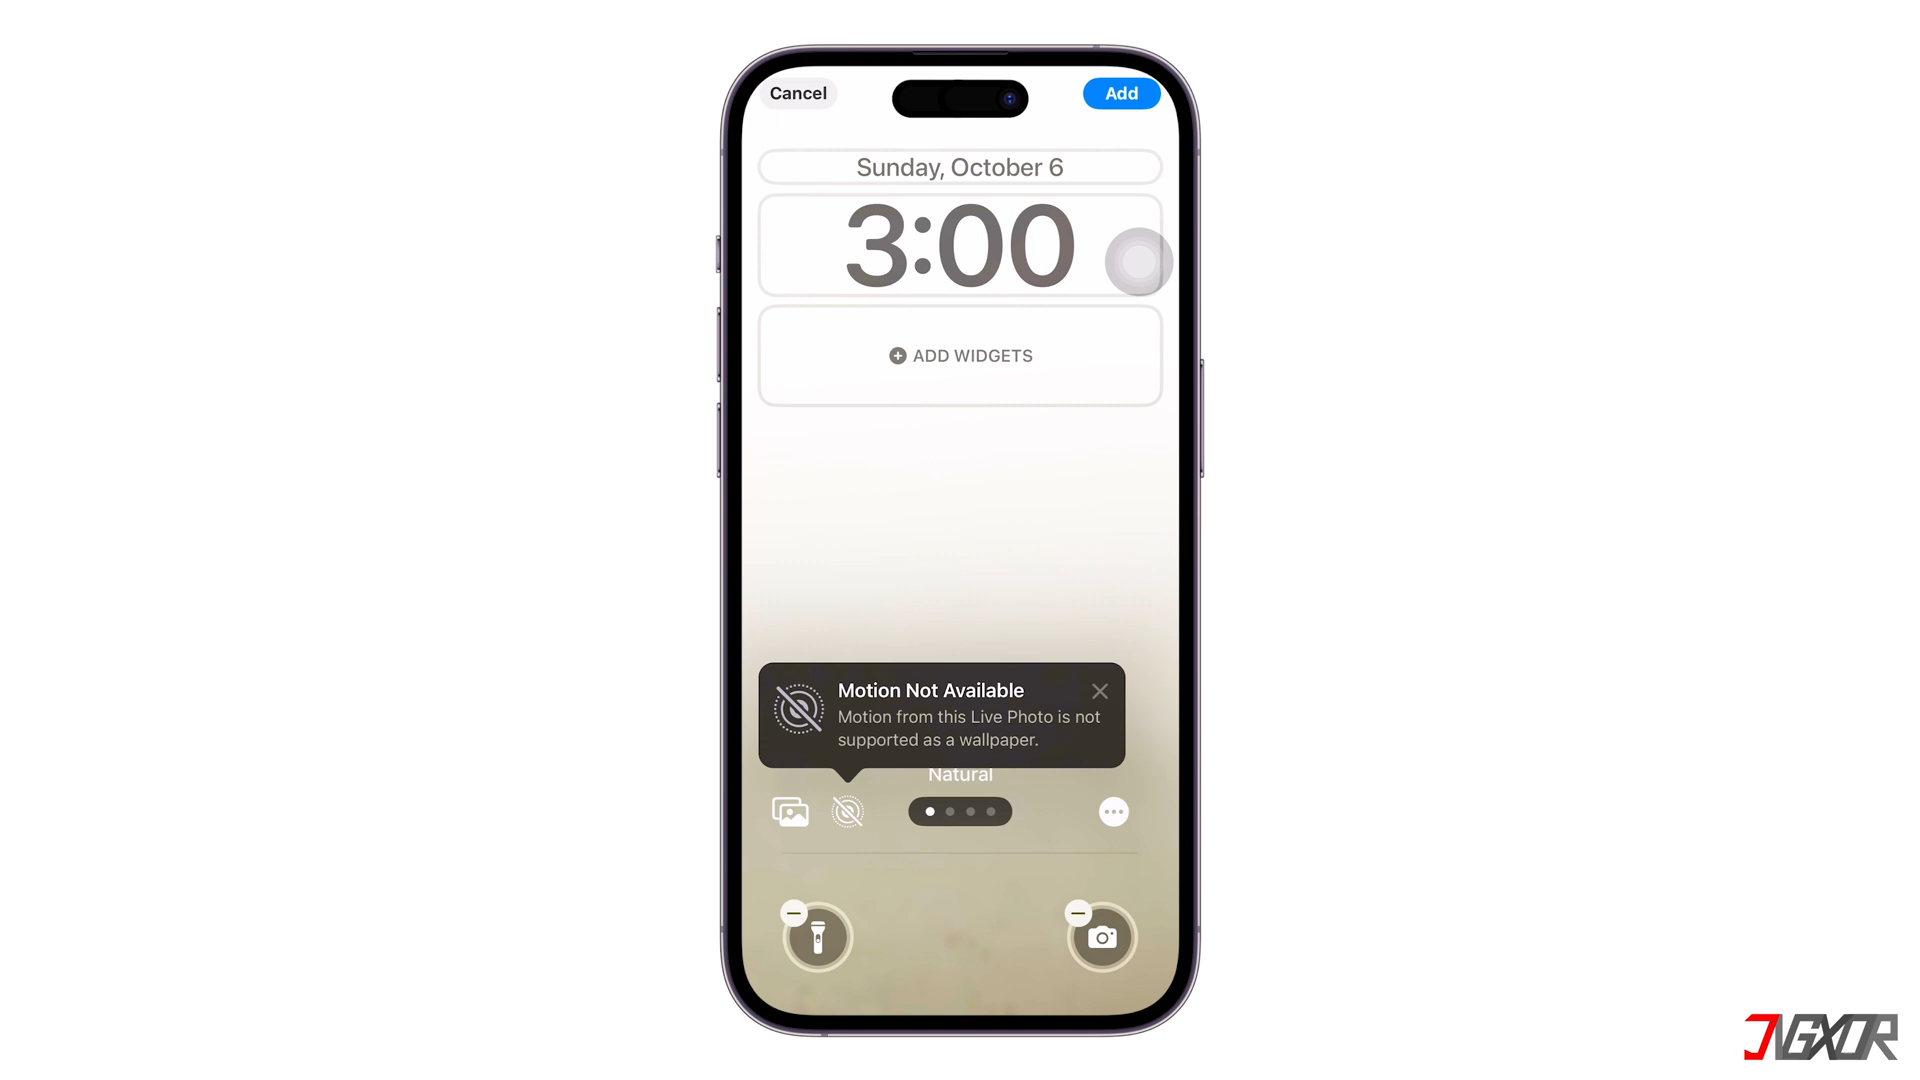 Cancel
Add
Sunday, October 6
3:00
ADD WIDGETS
Motion Not Available
Motion from this Live Photo is not
supported as a wallpaper.
Natural
JVGXOR